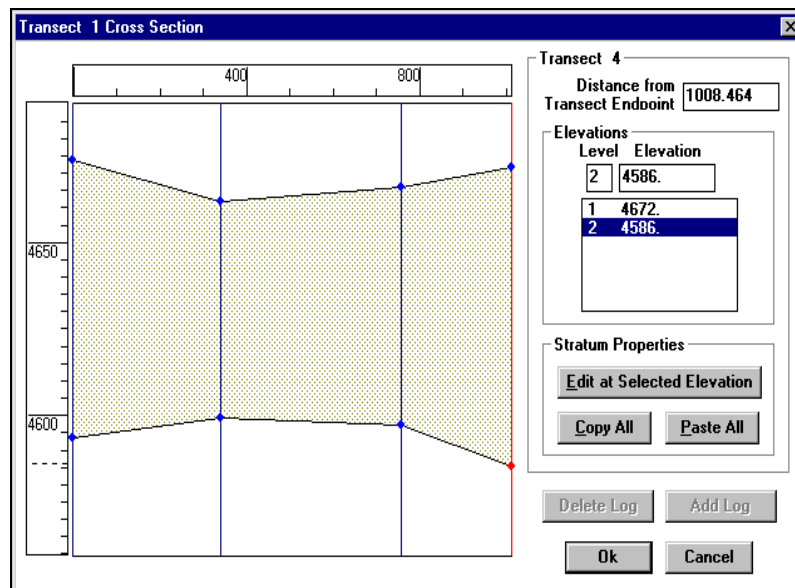 Transect 1 Cross Section
400 800
4650
4600
Transect 4
Distance from
Transect Endpoint 1008.464
Elevations
Level Elevation
2 4586.
1 4672.
2 4586.
Stratum Properties
Edit at Selected Elevation
Copy All Paste All
Delete Log Add Log
Ok Cancel